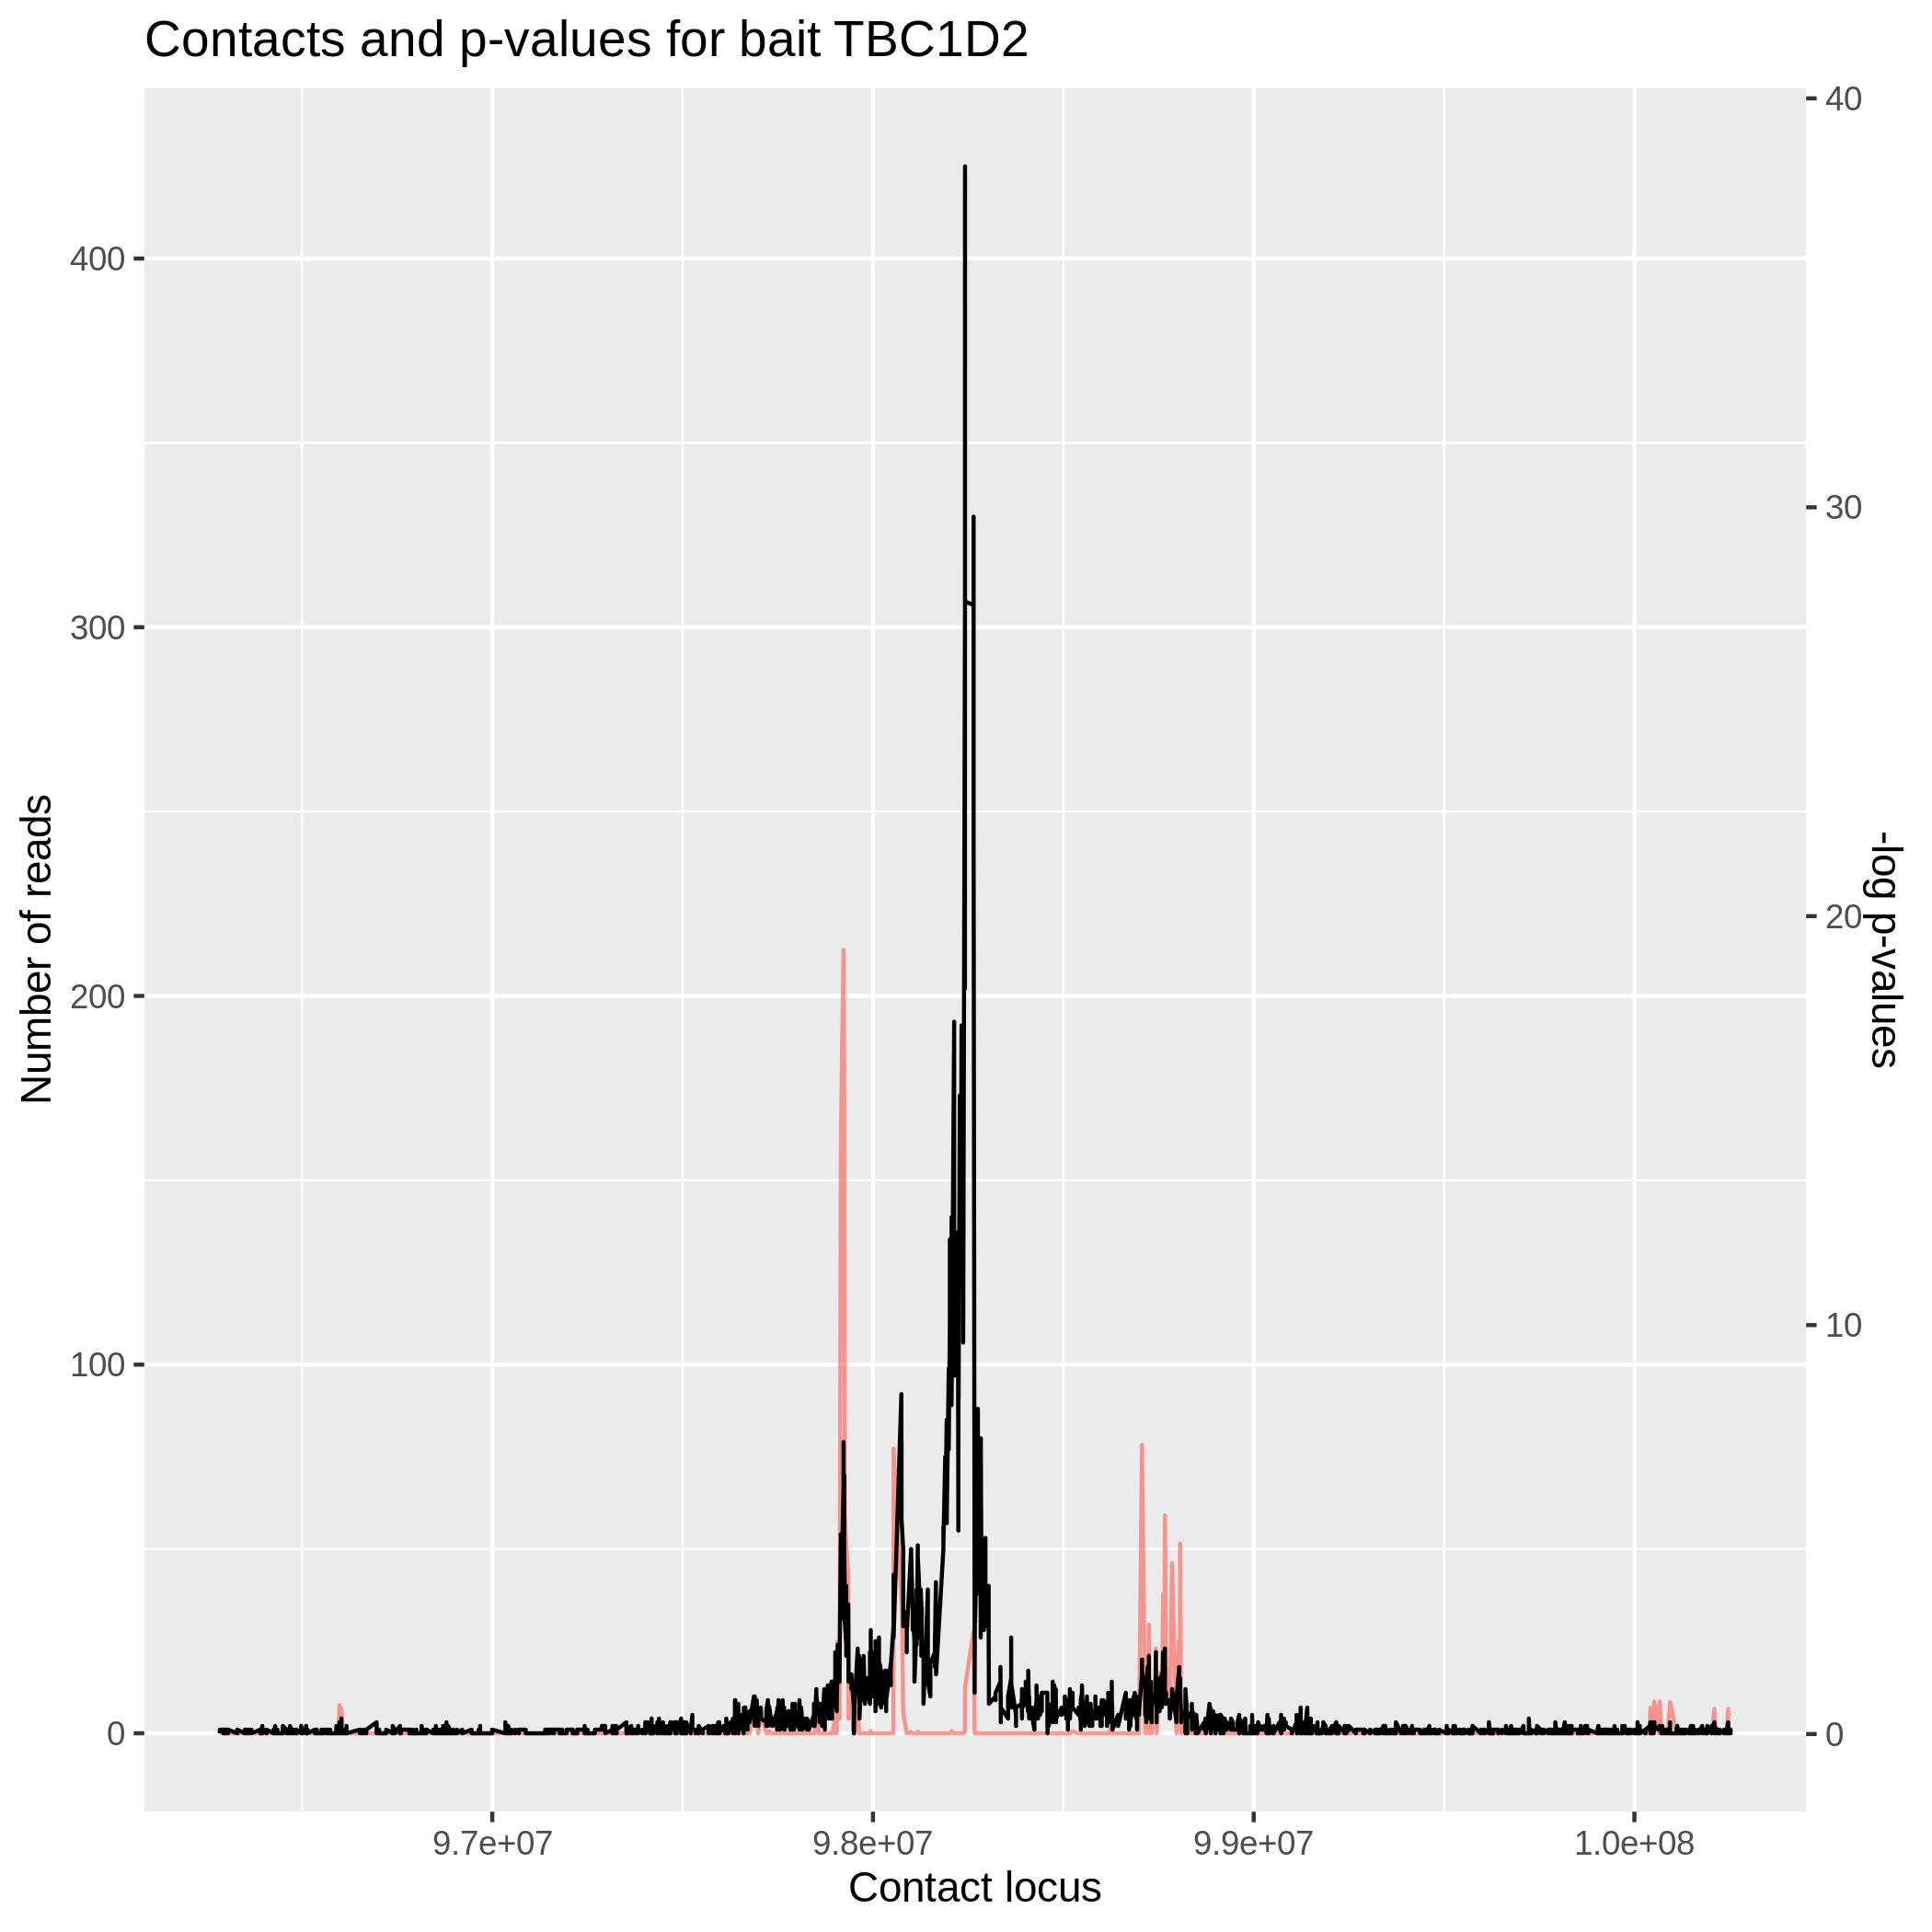 Contacts and p-values for bait TBC1D2
40
400
30
300
Number of reads
-log p-values
20
200
10
100
0
0
9.7e+07
9.8e+07
9.9e+07
1.0e+08
Contact locus